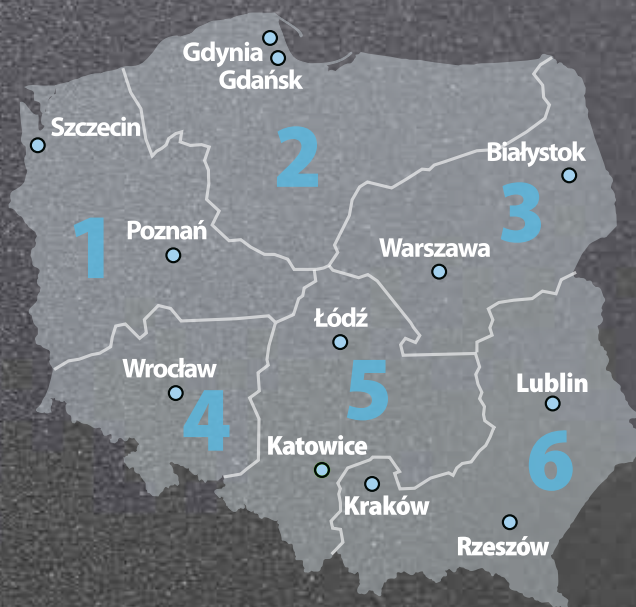 Gdynia
Gdańsk
Szczecin
2
Białystok
3
1
Poznań
Warszawa
Łódź
Wrocław
4
5
Lublin
Katowice
6
Kraków
Rzeszów